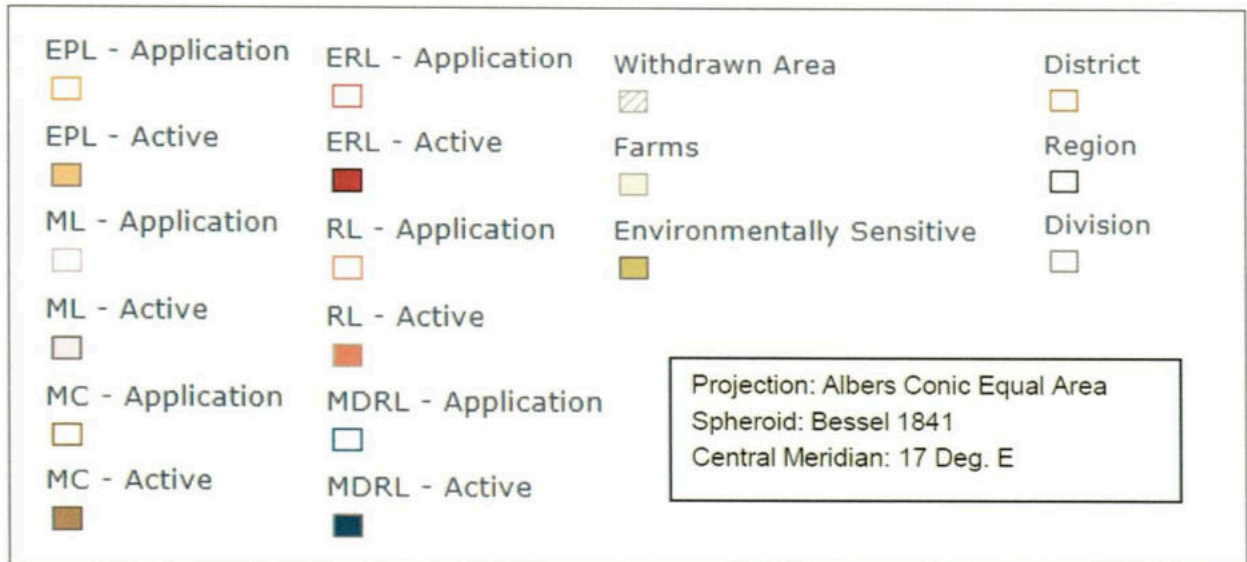 EPL - Application
EPL - Active
ML - Application
ML - Active
MC - Application
MC - Active
ERL - Application
ERL - Active
RL - Application
RL - Active
MDRL - Application
MDRL - Active
Withdrawn Area
Farms
Environmentally Sensitive
District
Region
Division
Projection: Albers Conic Equal Area
Spheroid: Bessel 1841
Central Meridian: 17 Deg. E